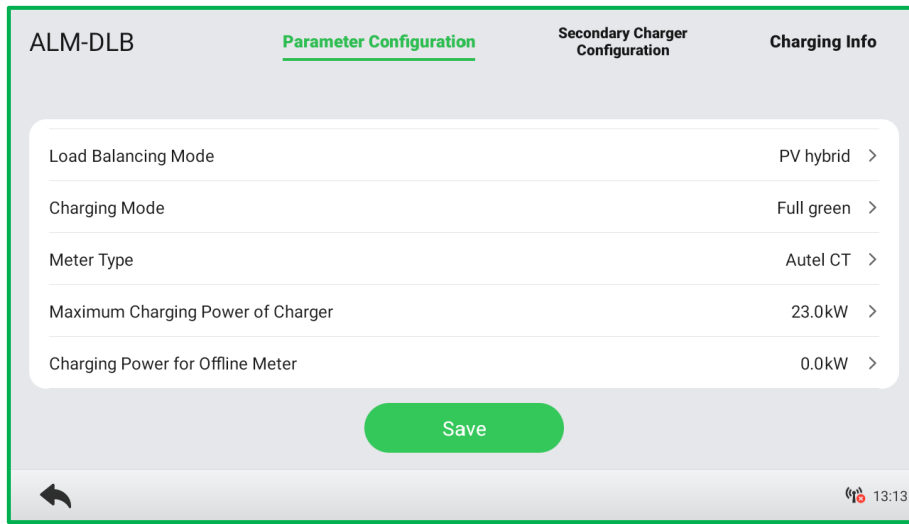 ALM-DLB
Parameter Configuration
Secondary Charger
Configuration
Charging Info
Load Balancing Mode
PV hybrid
Charging Mode
Full green
Meter Type
Autel CT
Maximum Charging Power of Charger
23.0kW
Charging Power for Offline Meter
0.0kW
Save
13:13